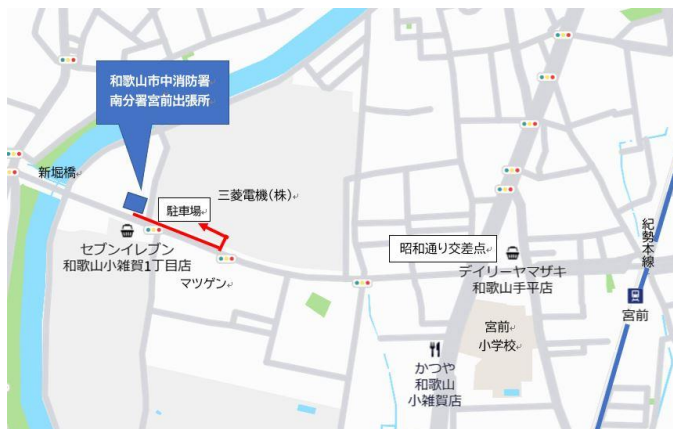 和歌山市中消防署
南分署宮前出張所
新堀橋
駐車場
三菱電機(株)
セブンイレブン
和歌山小雑賀1丁目店
マツゲン
昭和通り交差点
デイリーヤマザキ
和歌山手平店
紀勢本線
宮前
宮前
小学校
かつや
和歌山
小雑賀店